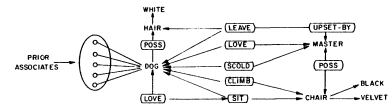 WHITE
HAIR LEAVE UPSET-BY
POSS LOVE MASTER
PRIOR
ASSOCIATES
DOG SCOLD POSS
CLIMB BLACK
LOVE SIT CHAIR
VELVET